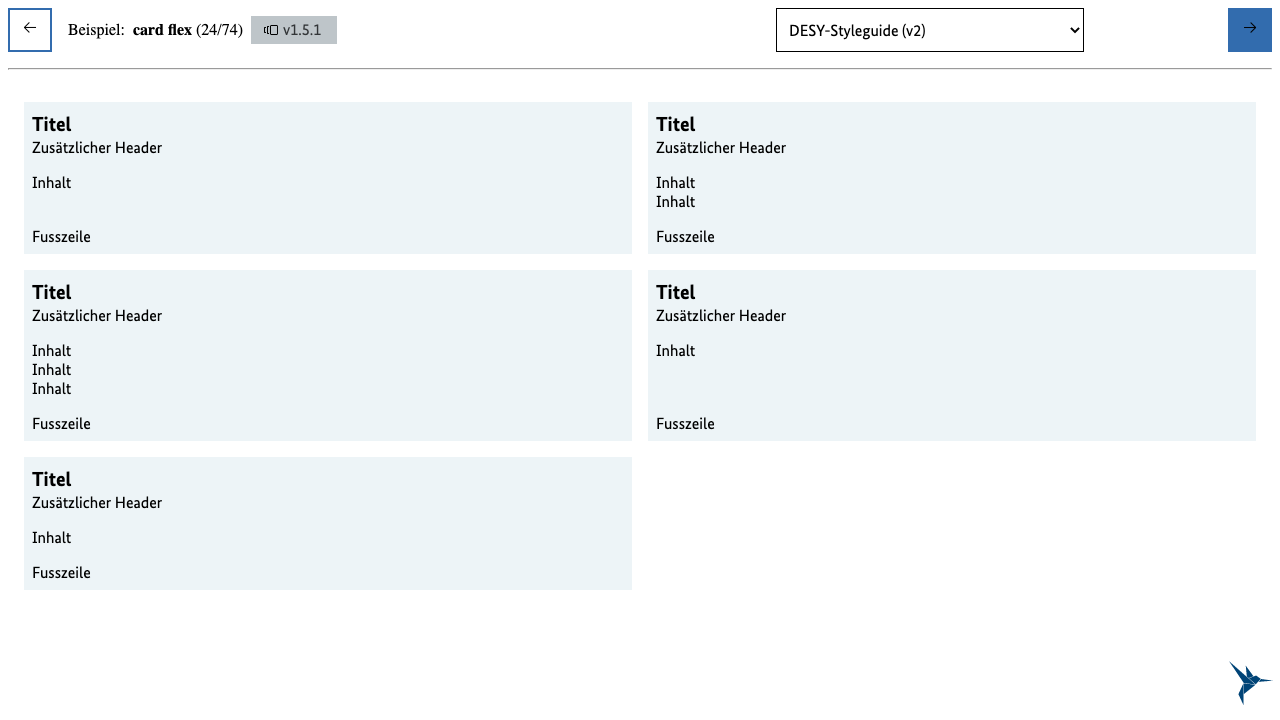 Beispiel: card flex (24/74) v1.5.1 DESY-Styleguide (v2)
Titel
Zusätzlicher Header
Inhalt
Fusszeile
Titel
Zusätzlicher Header
Inhalt
Inhalt
Fusszeile
Titel
Zusätzlicher Header
Inhalt
Inhalt
Inhalt
Fusszeile
Titel
Zusätzlicher Header
Inhalt
Fusszeile
Titel
Zusätzlicher Header
Inhalt
Fusszeile